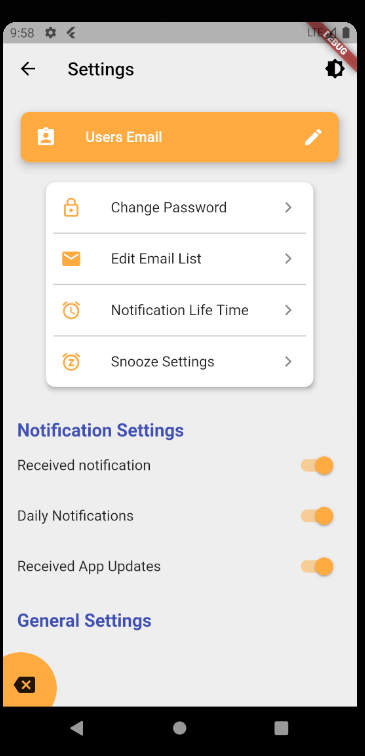 9:58
LTE
DEBUG
Settings
Users Email
Change Password
Edit Email List
Notification Life Time
Snooze Settings
Notification Settings
Received notification
Daily Notifications
Received App Updates
General Settings